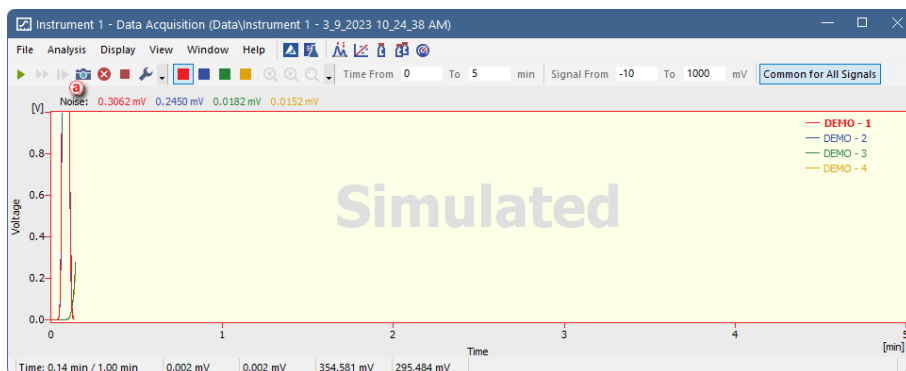 Instrument 1 - Data Acquisition (Data\Instrument 1 - 3_9_2023 10_24_38 AM)
File Analysis Display View Window Help
Time From 0 To 5 min Signal From -10 To 1000 mV Common for All Signals
a
Noise: 0.3062 mV 0.2450 mV 0.0182 mV 0.0152 mV
[V]
DEMO - 1
DEMO - 2
DEMO - 3
DEMO - 4
0.8
0.6
0.4
0.2
0.0
Voltage
Simulated
0 1 2 3 4 5
Time
[min]
Time: 0.14 min / 1.00 min 0.002 mV 0.002 mV 354.581 mV 295.484 mV